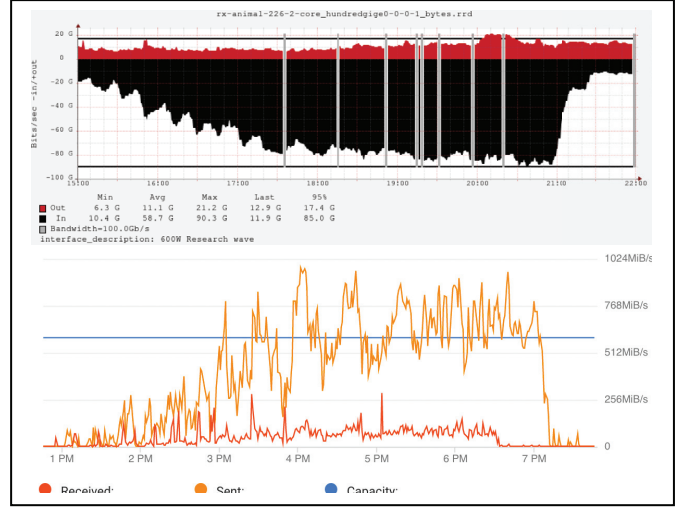 rx-animal-226-2-core_hundredgige0-0-0-1_bytes.rrd
Bits/sec -in/+out
20 G
0
-20 G
-40 G
-60 G
-80 G
-100 G
15:00 16:00 17:00 18:00 19:00 20:00 21:00 22:00
Min Avg Max Last 95%
Out 6.3 G 11.1 G 21.2 G 12.9 G 17.4 G
In 10.4 G 58.7 G 90.3 G 11.9 G 85.0 G
Bandwidth=100.0Gb/s
interface_description: 600W Research wave
1024MiB/s
768MiB/s
512MiB/s
256MiB/s
0
1 PM 2 PM 3 PM 4 PM 5 PM 6 PM 7 PM
Received: Sent: Capacity: